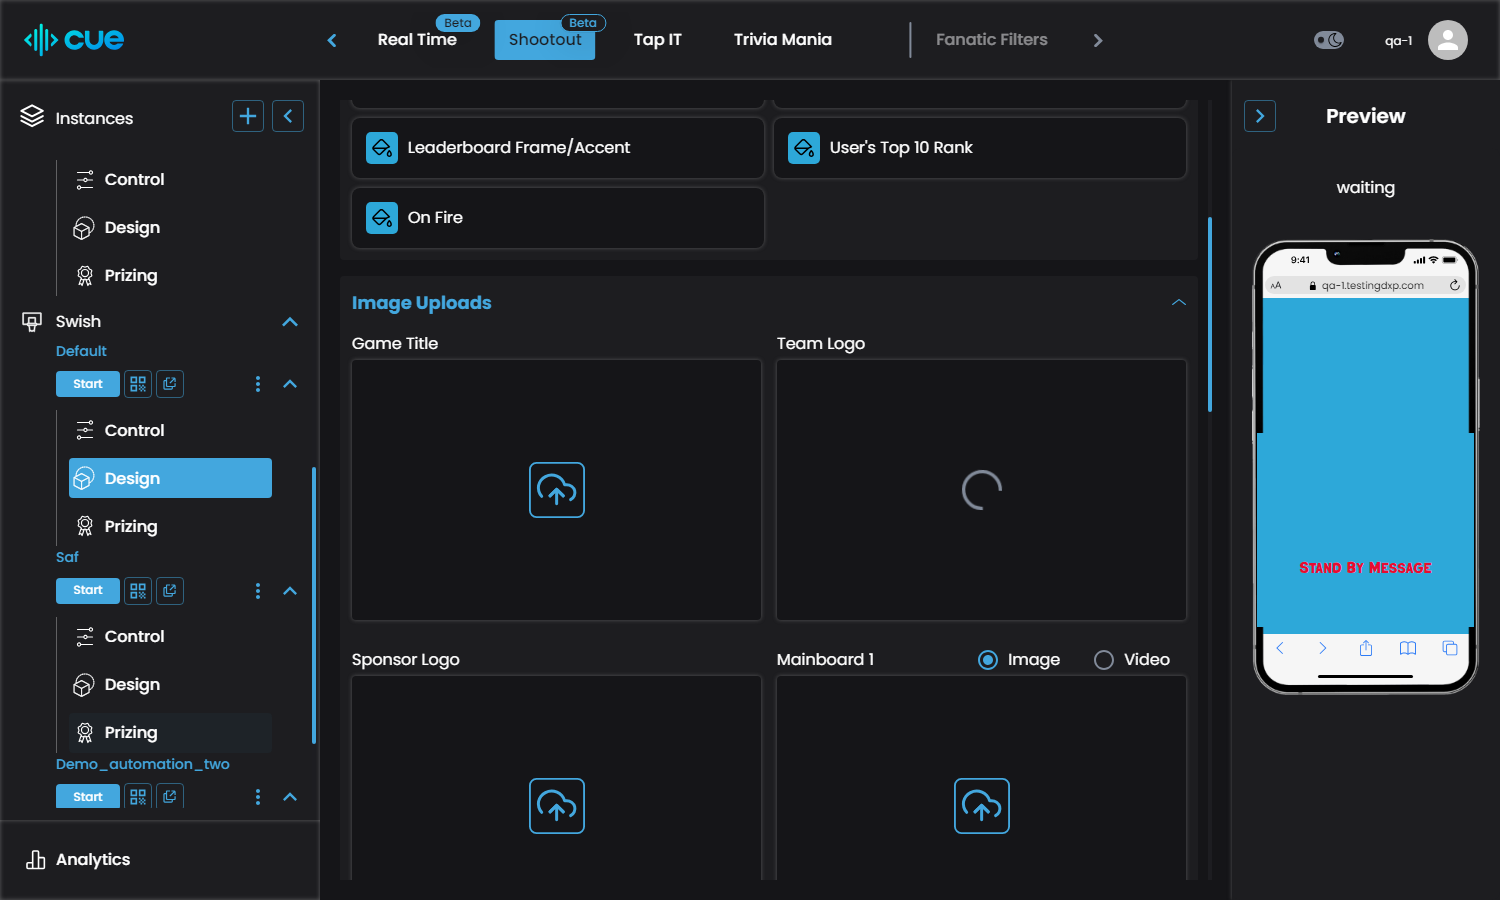 cue
Real Time
Beta
Shootout
Beta
Tap IT
Trivia Mania
Fanatic Filters
qa-1
Instances
Control
Design
Prizing
Swish
Default
Start
Control
Design
Prizing
Saf
Start
Control
Design
Prizing
Demo_automation_two
Start
Analytics
Leaderboard Frame/Accent
User's Top 10 Rank
On Fire
Image Uploads
Game Title
Team Logo
Sponsor Logo
Mainboard 1
Image
Video
Preview
waiting
9:41
AA
qa-1.testingdxp.com
Stand By Message